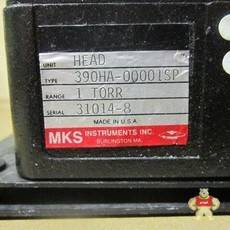 UNIT HEAD
TYPE 390HA-00001SP
RANGE 1 TORR
SERIAL 31014-8
MADE IN U.S.A.
MKS INSTRUMENTS INC.
BURLINGTON MA.